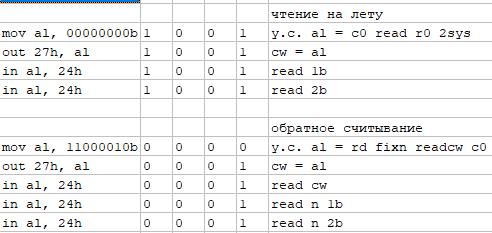 чтение на лету
mov al, 00000000b 1 0 0 1 у.с. al = c0 read r0 2sys
out 27h, al 1 0 0 1 cw = al
in al, 24h 1 0 0 1 read 1b
in al, 24h 1 0 0 1 read 2b
обратное считывание
mov al, 11000010b 0 0 0 0 у.с. al = rd fixn readcw c0
out 27h, al 0 0 0 1 cw = al
in al, 24h 0 0 0 1 read cw
in al, 24h 0 0 0 1 read n 1b
in al, 24h 0 0 0 1 read n 2b